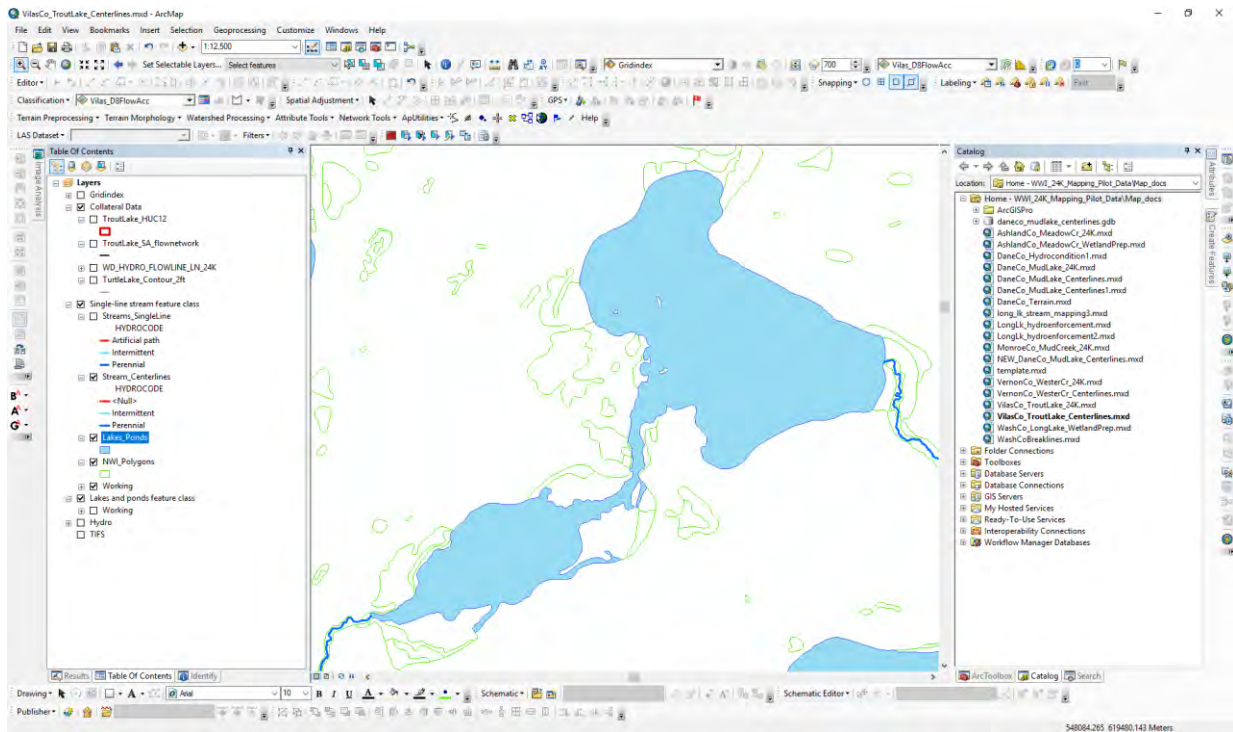 VilasCo_TroutLake_Centerlines.mxd - ArcMap
File Edit View Bookmarks Insert Selection Geoprocessing Customize Windows Help
1:12,500
Set Selectable Layers... Select features Gridindex 700 Vilas_D8FlowAcc
Editor Snapping Labeling Fast
Classification Vilas_D8FlowAcc Spatial Adjustment GPS
Terrain Preprocessing Terrain Morphology Watershed Processing Attribute Tools Network Tools ApUtilities Help
LAS Dataset Filters
Table Of Contents
Image Analysis
Layers
Gridindex
Collateral Data
TroutLake_HUC12
TroutLake_SA_flownetwork
WD_HYDRO_FLOWLINE_LN_24K
TurtleLake_Contour_2ft
Single-line stream feature class
Streams_SingleLine
HYDROCODE
Artificial path
Intermittent
Perennial
Stream_Centerlines
HYDROCODE
<Null>
Intermittent
Perennial
Lakes_Ponds
NWI_Polygons
Working
Lakes and ponds feature class
Working
Hydro
TIFS
Results Table Of Contents Identify
Catalog
Location: Home - WWI_24K_Mapping_Pilot_Data\Map_docs
Home - WWI_24K_Mapping_Pilot_Data\Map_docs
ArcGISPro
daneco_mudlake_centerlines.gdb
AshlandCo_MeadowCr_24K.mxd
AshlandCo_MeadowCr_WetlandPrep.mxd
DaneCo_Hydrocondition1.mxd
DaneCo_MudLake_24K.mxd
DaneCo_MudLake_Centerlines.mxd
DaneCo_MudLake_Centerlines1.mxd
DaneCo_Terrain.mxd
long_lk_stream_mapping3.mxd
LongLk_hydroenforcement.mxd
LongLk_hydroenforcement2.mxd
MonroeCo_MudCreek_24K.mxd
NEW_DaneCo_MudLake_Centerlines.mxd
template.mxd
VernonCo_WesterCr_24K.mxd
VernonCo_WesterCr_Centerlines.mxd
VilasCo_TroutLake_24K.mxd
VilasCo_TroutLake_Centerlines.mxd
WashCo_LongLake_WetlandPrep.mxd
WashCoBreaklines.mxd
Folder Connections
Toolboxes
Database Servers
Database Connections
GIS Servers
My Hosted Services
Ready-To-Use Services
Interoperability Connections
Workflow Manager Databases
ArcToolbox Catalog Search
Attributes
Create Features
Drawing A Arial 10 B I U A Schematic Schematic Editor
Publisher
548084.265 619480.143 Meters